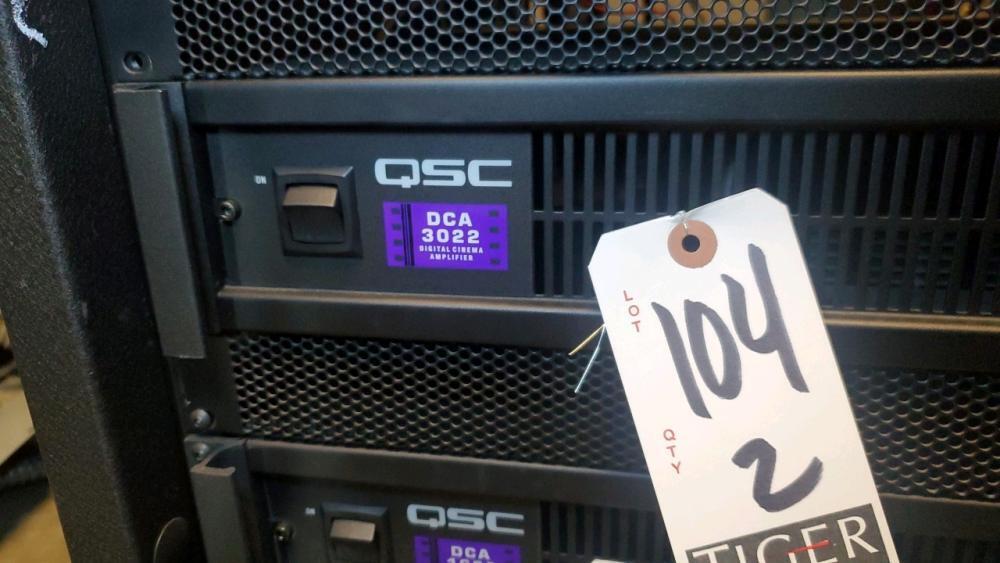 ON
QSC
DCA
3022
DIGITAL CINEMA
AMPLIFIER
LOT
104
QTY
2
TIGER
ON
QSC
DCA